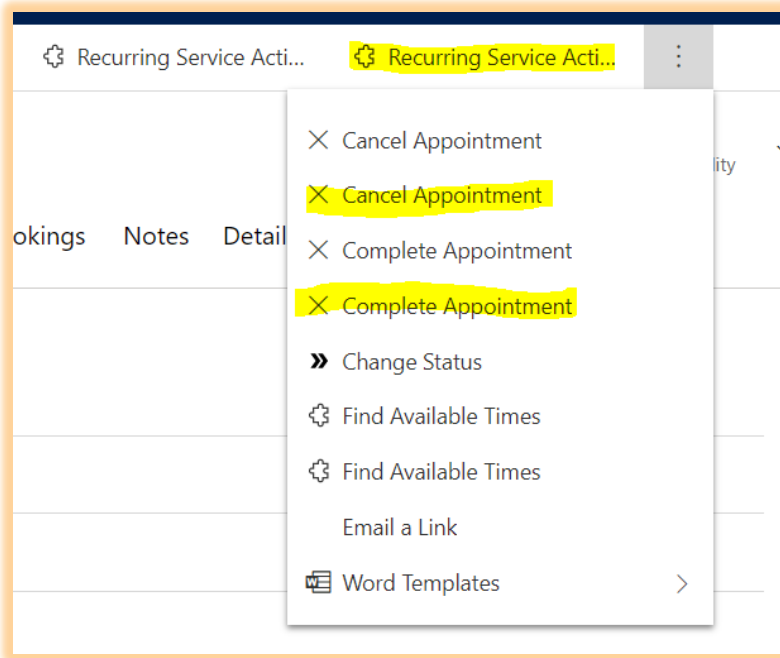 Recurring Service Acti... Recurring Service Acti...
Cancel Appointment
lity
Cancel Appointment
okings Notes Detail
Complete Appointment
Complete Appointment
Change Status
Find Available Times
Find Available Times
Email a Link
Word Templates